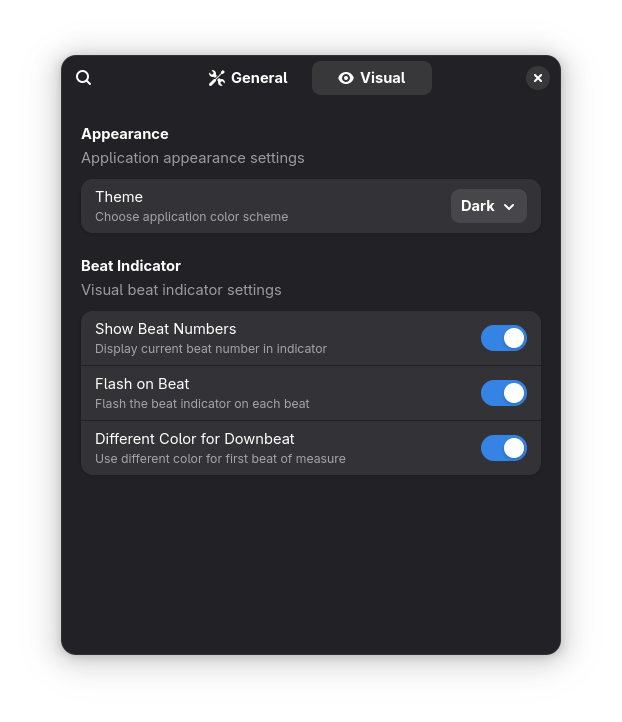 General
Visual
Appearance
Application appearance settings
Theme
Choose application color scheme
Dark
Beat Indicator
Visual beat indicator settings
Show Beat Numbers
Display current beat number in indicator
Flash on Beat
Flash the beat indicator on each beat
Different Color for Downbeat
Use different color for first beat of measure